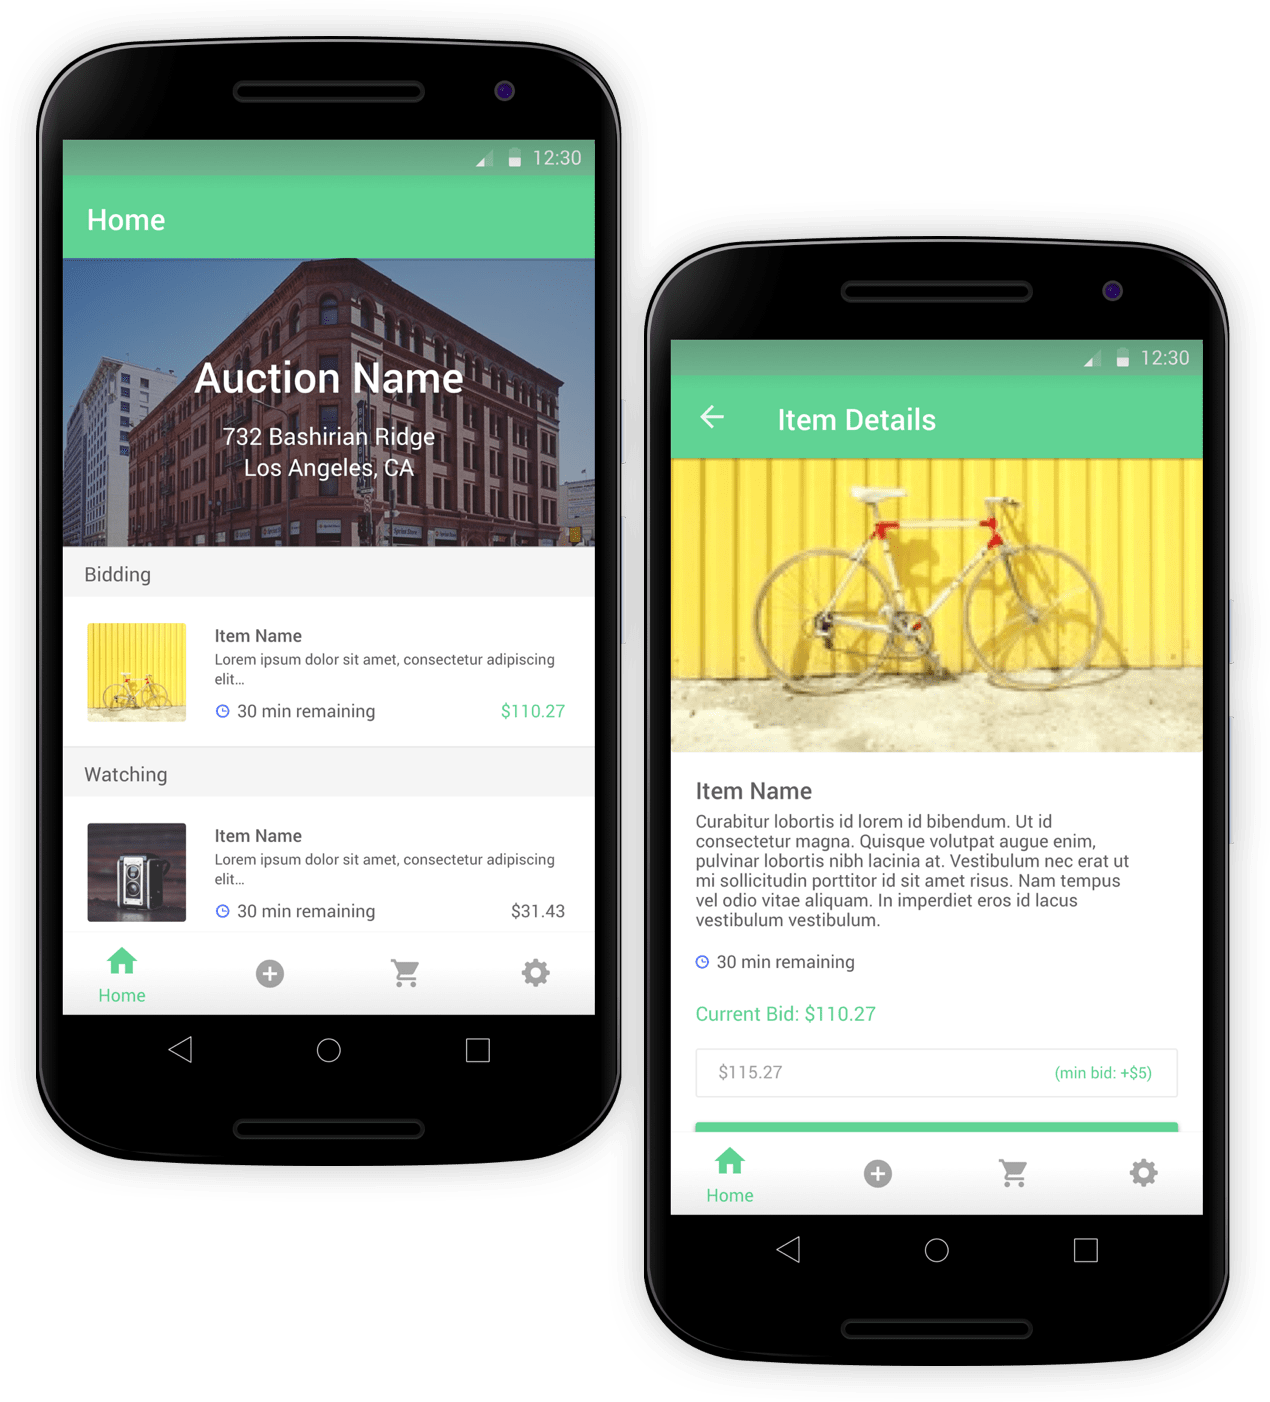 12:30
Home
Auction Name
732 Bashirian Ridge
Los Angeles, CA
Bidding
Item Name
Lorem ipsum dolor sit amet, consectetur adipiscing
elit...
30 min remaining
$110.27
Watching
Item Name
Lorem ipsum dolor sit amet, consectetur adipiscing
elit...
30 min remaining
$31.43
Home
12:30
Item Details
Item Name
Curabitur lobortis id lorem id bibendum. Ut id
consectetur magna. Quisque volutpat augue enim,
pulvinar lobortis nibh lacinia at. Vestibulum nec erat ut
mi sollicitudin porttitor id sit amet risus. Nam tempus
vel odio vitae aliquam. In imperdiet eros id lacus
vestibulum vestibulum.
30 min remaining
Current Bid: $110.27
$115.27
(min bid: +$5)
Home